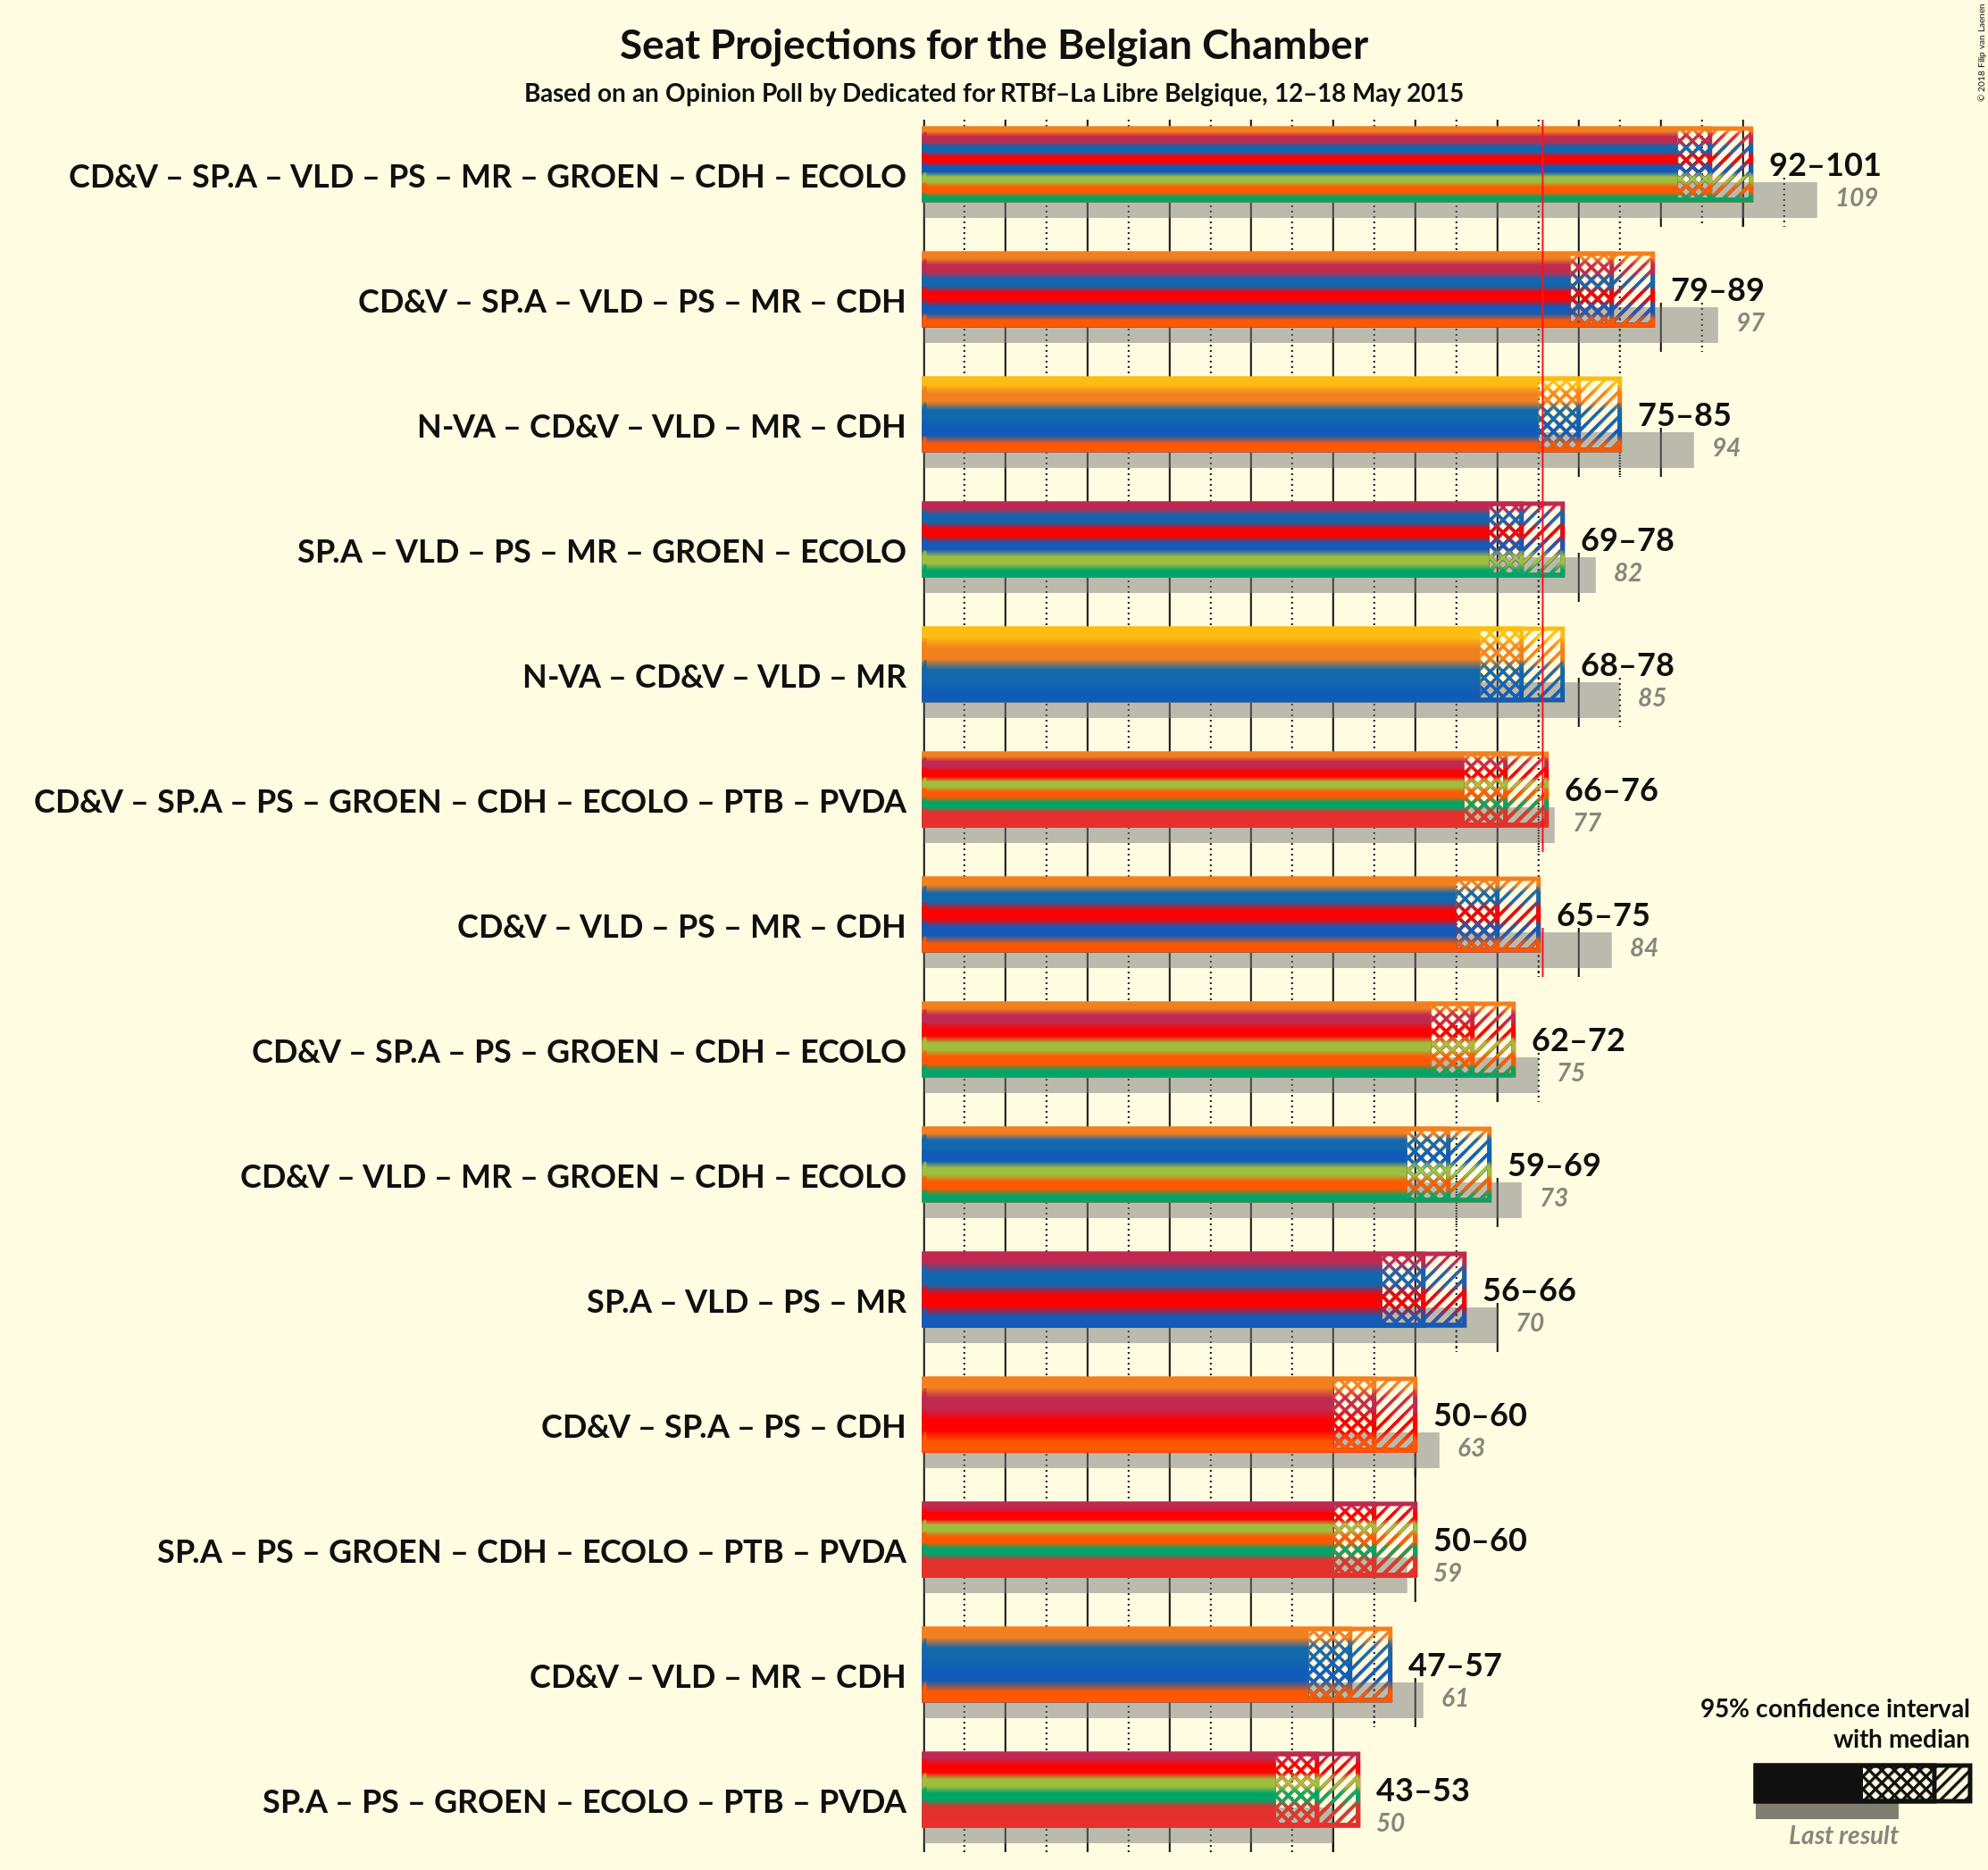 Seat Projections for the Belgian Chamber
Based on an Opinion Poll by Dedicated for RTBf–La Libre Belgique, 12–18 May 2015
© 2018 Filip van Laenen
CD&V – SP.A – VLD – PS – MR – GROEN – CDH – ECOLO
92–101
109
CD&V – SP.A – VLD – PS – MR – CDH
79–89
97
N-VA – CD&V – VLD – MR – CDH
75–85
94
SP.A – VLD – PS – MR – GROEN – ECOLO
69–78
82
N-VA – CD&V – VLD – MR
68–78
85
CD&V – SP.A – PS – GROEN – CDH – ECOLO – PTB – PVDA
66–76
77
CD&V – VLD – PS – MR – CDH
65–75
84
CD&V – SP.A – PS – GROEN – CDH – ECOLO
62–72
75
CD&V – VLD – MR – GROEN – CDH – ECOLO
59–69
73
SP.A – VLD – PS – MR
56–66
70
CD&V – SP.A – PS – CDH
50–60
63
SP.A – PS – GROEN – CDH – ECOLO – PTB – PVDA
50–60
59
CD&V – VLD – MR – CDH
47–57
61
SP.A – PS – GROEN – ECOLO – PTB – PVDA
43–53
50
95% confidence interval
with median
Last result